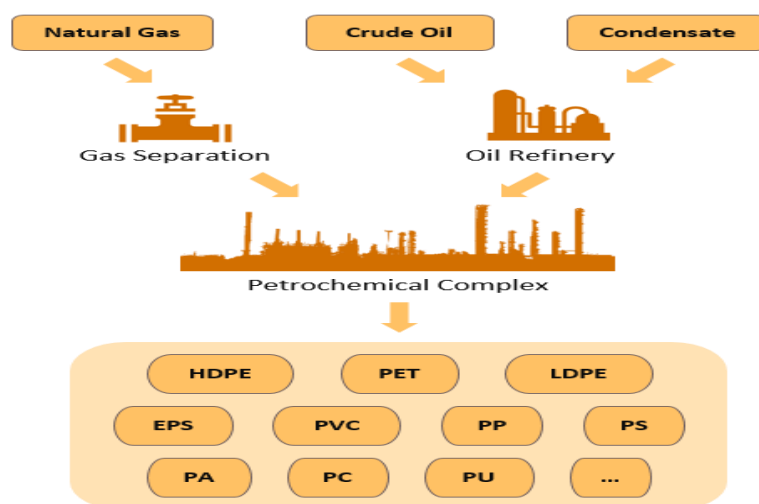 Natural Gas
Crude Oil
Condensate
Gas Separation
Oil Refinery
Petrochemical Complex
HDPE
PET
LDPE
EPS
PVC
PP
PS
PA
PC
PU
...